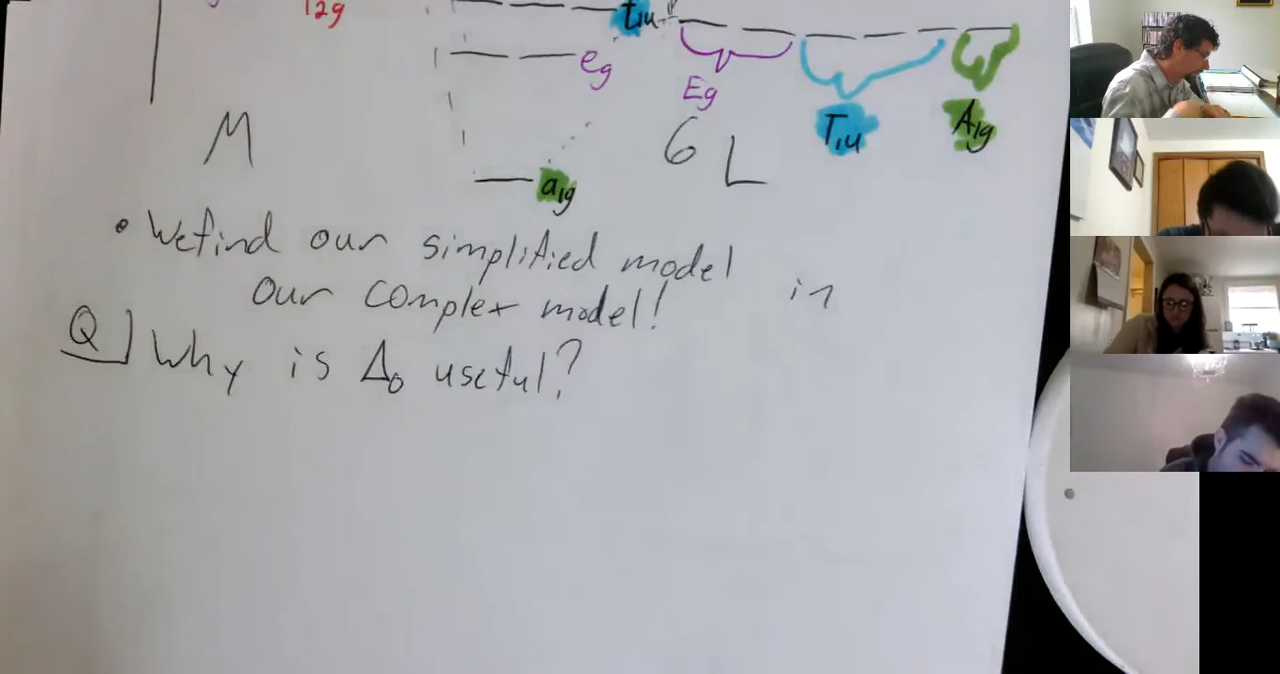 T2g
t1u
eg
Eg
T1u
A1g
M
6L
a1g
• We find our simplified model in
our complex model!
Q] Why is Δo useful?